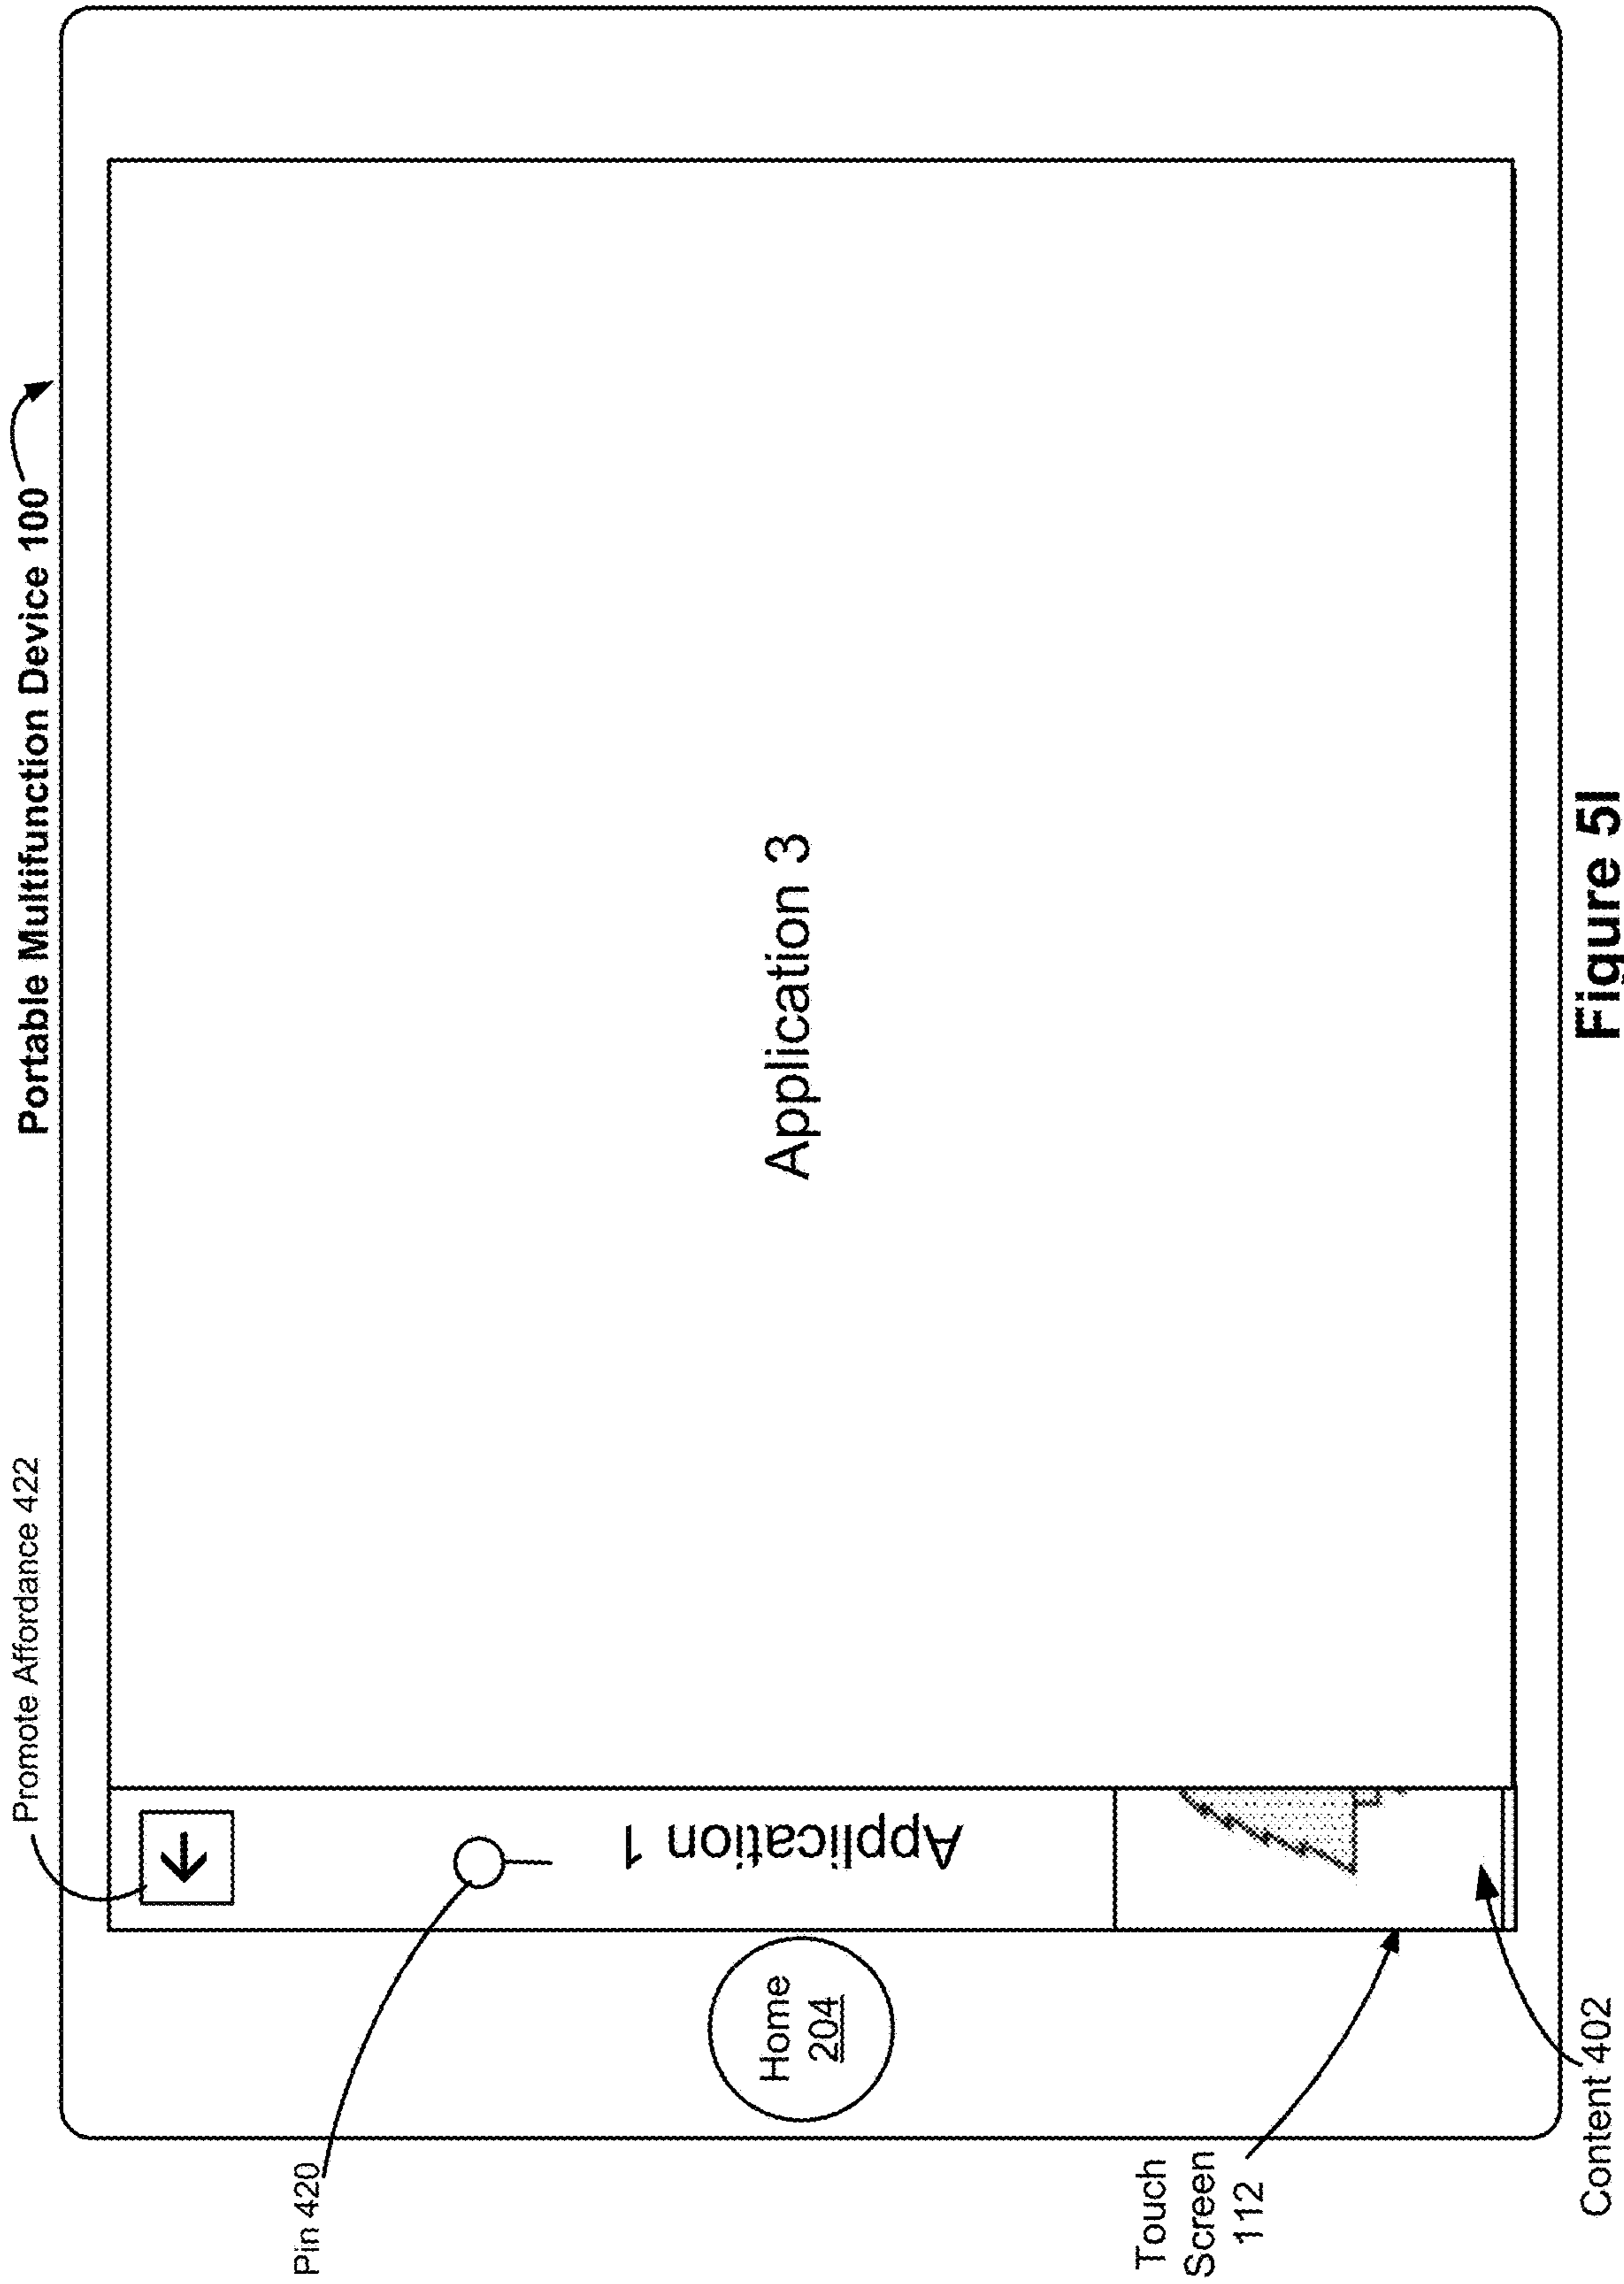 Portable Multifunction Device 100
Promote Affordance 422
Pin 420
Application 1
Application 3
Home
204
Touch
Screen
112
Content 402
Figure 5I